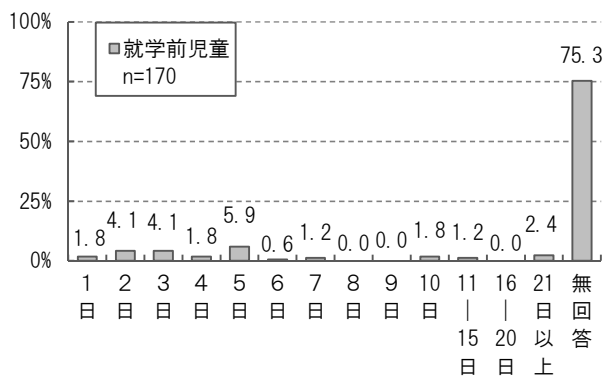 100%
75%
50%
25%
0%
就学前児童
n=170
1.8
4.1
4.1
1.8
5.9
0.6
1.2
0.0
0.0
1.8
1.2
0.0
2.4
75.3
1日
2日
3日
4日
5日
6日
7日
8日
9日
10日
11―15日
16―20日
21日以上
無回答